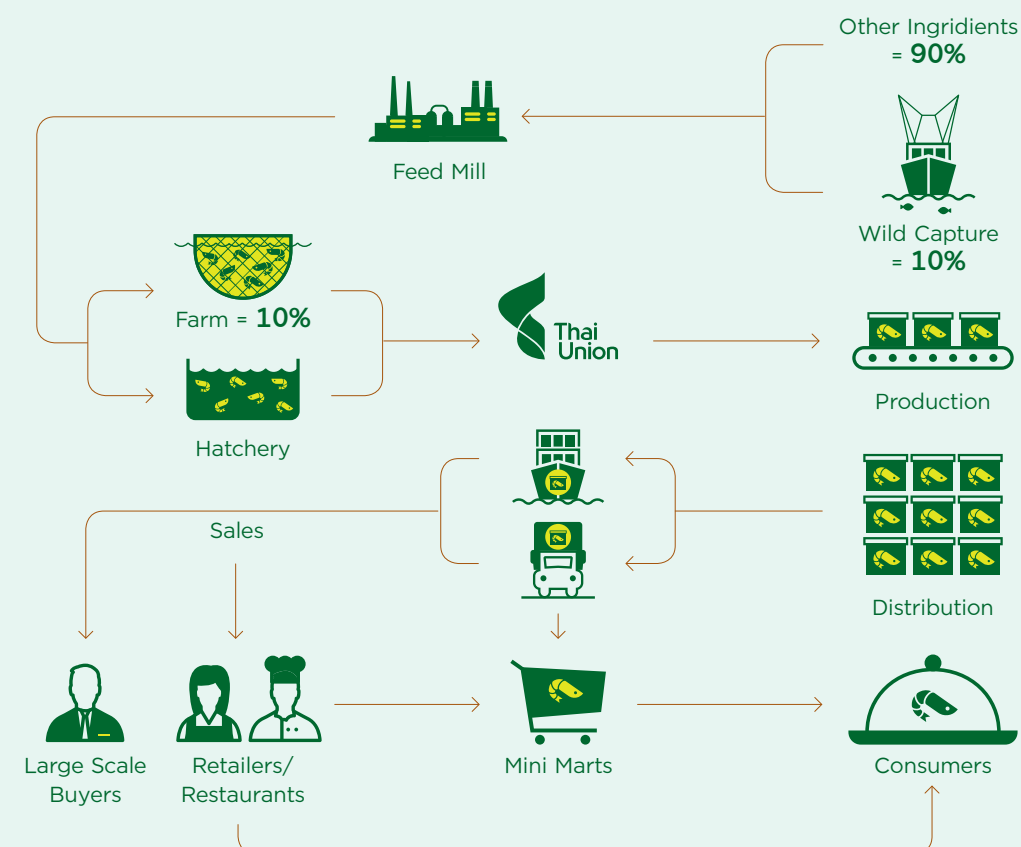 Other Ingridients
= 90%
Feed Mill
Wild Capture
= 10%
Farm = 10%
Thai
Union
Production
Hatchery
Sales
Distribution
Large Scale
Buyers
Retailers/
Restaurants
Mini Marts
Consumers